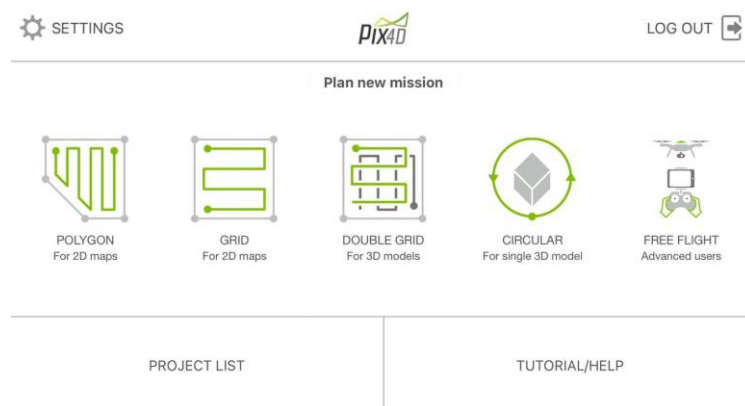 SETTINGS
PIX4D
LOG OUT
Plan new mission
POLYGON
For 2D maps
GRID
For 2D maps
DOUBLE GRID
For 3D models
CIRCULAR
For single 3D model
FREE FLIGHT
Advanced users
PROJECT LIST
TUTORIAL/HELP